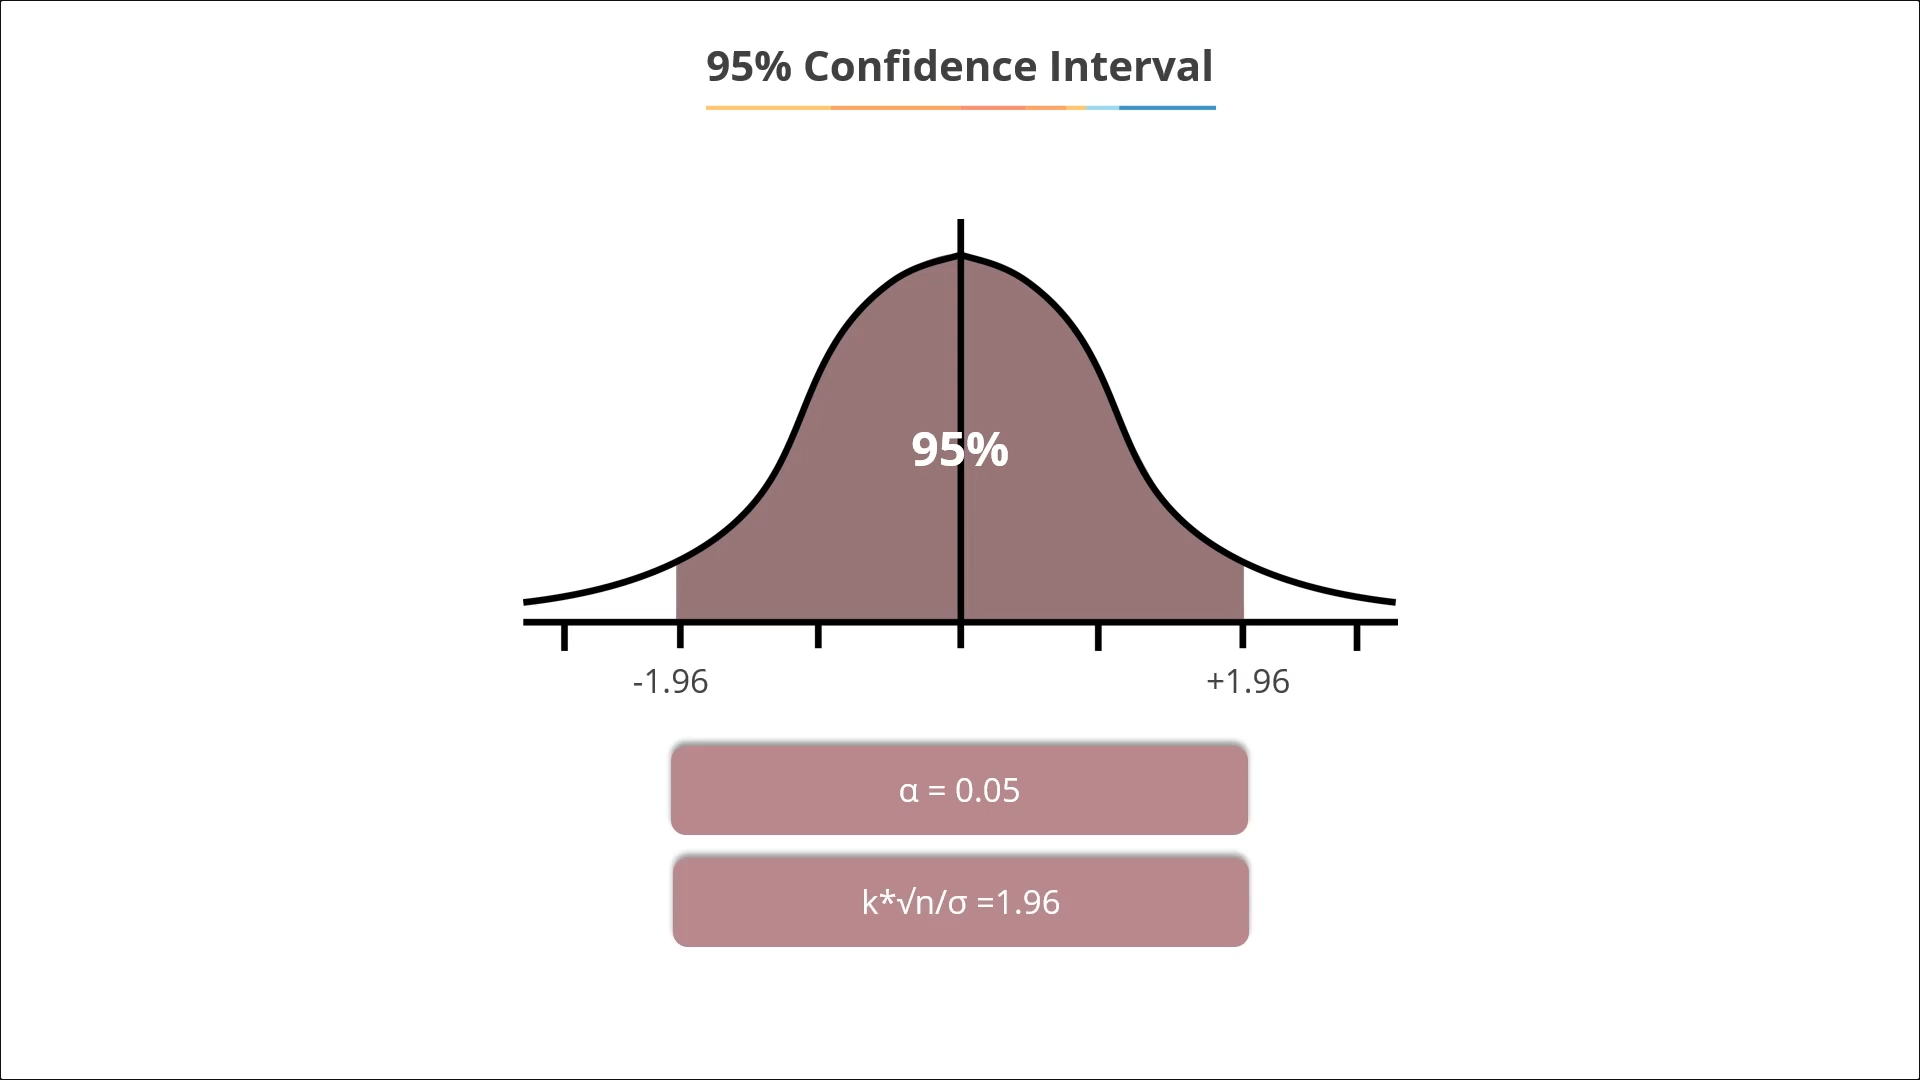 95% Confidence Interval
95%
-1.96
+1.96
α = 0.05
k*√n/σ =1.96